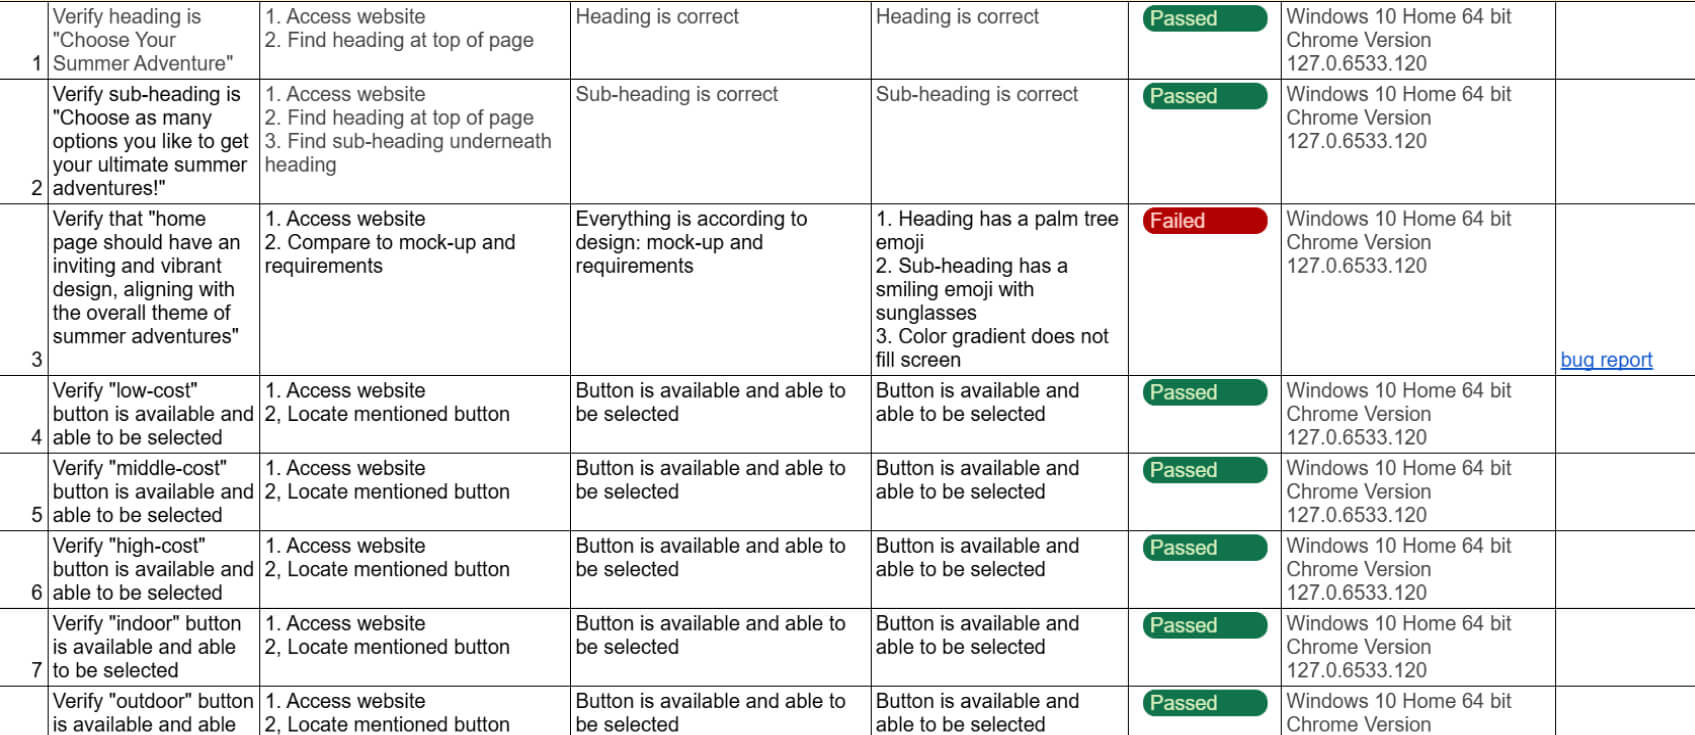 1
Verify heading is
"Choose Your
Summer Adventure"
1. Access website
2. Find heading at top of page
Heading is correct
Heading is correct
Passed
Windows 10 Home 64 bit
Chrome Version
127.0.6533.120
2
Verify sub-heading is
"Choose as many
options you like to get
your ultimate summer
adventures!"
1. Access website
2. Find heading at top of page
3. Find sub-heading underneath
heading
Sub-heading is correct
Sub-heading is correct
Passed
Windows 10 Home 64 bit
Chrome Version
127.0.6533.120
3
Verify that "home
page should have an
inviting and vibrant
design, aligning with
the overall theme of
summer adventures"
1. Access website
2. Compare to mock-up and
requirements
Everything is according to
design: mock-up and
requirements
1. Heading has a palm tree
emoji
2. Sub-heading has a
smiling emoji with
sunglasses
3. Color gradient does not
fill screen
Failed
Windows 10 Home 64 bit
Chrome Version
127.0.6533.120
bug report
4
Verify "low-cost"
button is available and
able to be selected
1. Access website
2, Locate mentioned button
Button is available and able to
be selected
Button is available and
able to be selected
Passed
Windows 10 Home 64 bit
Chrome Version
127.0.6533.120
5
Verify "middle-cost"
button is available and
able to be selected
1. Access website
2, Locate mentioned button
Button is available and able to
be selected
Button is available and
able to be selected
Passed
Windows 10 Home 64 bit
Chrome Version
127.0.6533.120
6
Verify "high-cost"
button is available and
able to be selected
1. Access website
2, Locate mentioned button
Button is available and able to
be selected
Button is available and
able to be selected
Passed
Windows 10 Home 64 bit
Chrome Version
127.0.6533.120
7
Verify "indoor" button
is available and able
to be selected
1. Access website
2, Locate mentioned button
Button is available and able to
be selected
Button is available and
able to be selected
Passed
Windows 10 Home 64 bit
Chrome Version
127.0.6533.120
Verify "outdoor" button
is available and able
1. Access website
2, Locate mentioned button
Button is available and able to
be selected
Button is available and
able to be selected
Passed
Windows 10 Home 64 bit
Chrome Version